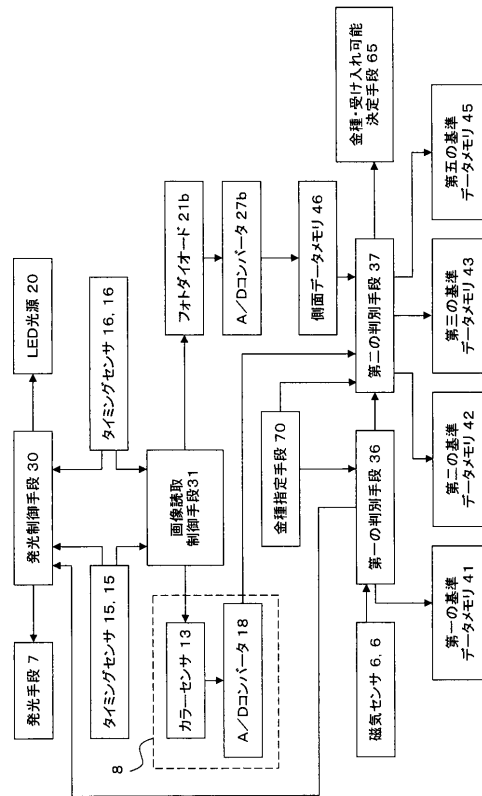 発光手段 7
発光制御手段 30
LED光源 20
タイミングセンサ 15, 15
タイミングセンサ 16, 16
画像読取
制御手段31
8
カラーセンサ 13
A/Dコンバータ 18
フォトダイオード 21b
A/Dコンバータ 27b
側面データメモリ 46
金種指定手段 70
磁気センサ 6, 6
第一の判別手段 36
第二の判別手段 37
金種・受け入れ可能
決定手段 65
第一の基準
データメモリ 41
第二の基準
データメモリ 42
第三の基準
データメモリ 43
第五の基準
データメモリ 45